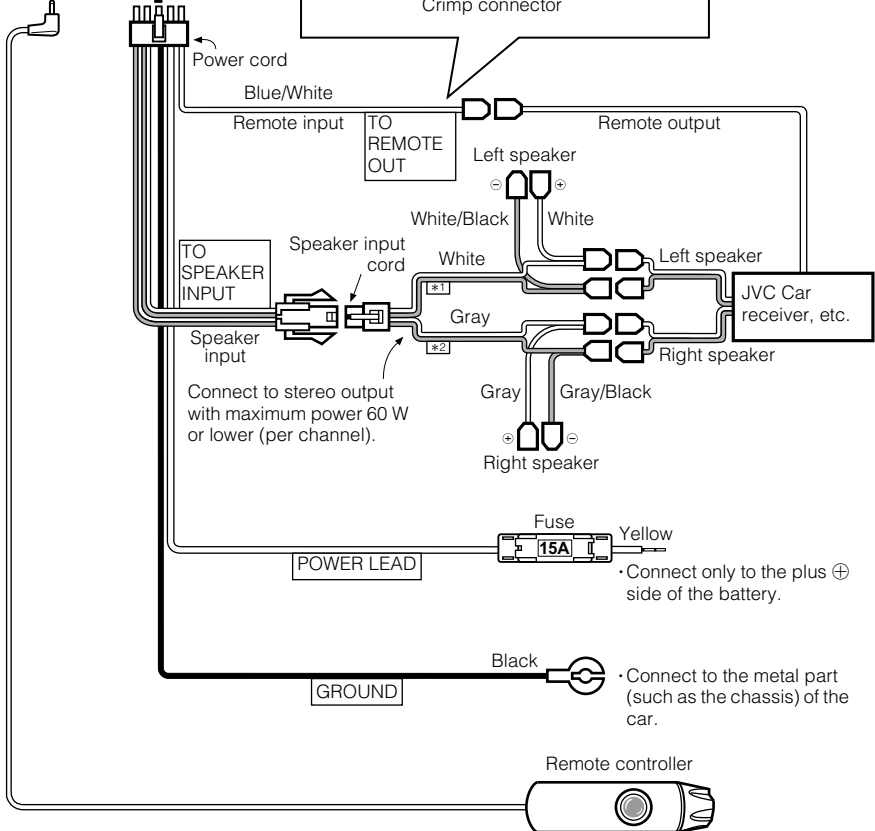 Crimp connector
Power cord
Blue/White
Remote input
TO
REMOTE
OUT
Remote output
Left speaker
⊖ ⊕
White/Black
White
TO
SPEAKER
INPUT
Speaker input
cord
White
Left speaker
*1
JVC Car
receiver, etc.
Gray
*2
Speaker
input
Right speaker
Connect to stereo output
with maximum power 60 W
or lower (per channel).
Gray
Gray/Black
⊕ ⊖
Right speaker
Fuse
15A
Yellow
POWER LEAD
·Connect only to the plus ⊕
side of the battery.
Black
GROUND
·Connect to the metal part
(such as the chassis) of the
car.
Remote controller